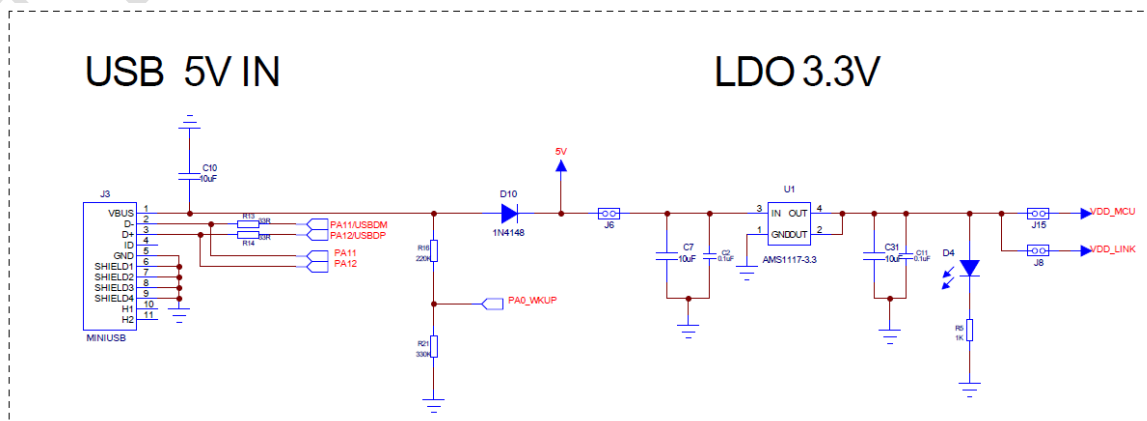 USB 5V IN
LDO 3.3V
C10
10uF
J3
VBUS 1
D- 2
D+ 3
ID 4
GND 5
SHIELD1 6
SHIELD2 7
SHIELD3 8
SHIELD4 9
H1 10
H2 11
MINIUSB
R13
33R
R14
33R
PA11/USBDM
PA12/USBDP
PA11
PA12
R16
220K
PA0_WKUP
R21
330K
D10
1N4148
5V
J6
C7
10uF
C2
0.1uF
U1
3 IN OUT 4
1 GNDOUT 2
AMS1117-3.3
C31
10uF
C11
0.1uF
D4
R5
1K
J15
VDD_MCU
J8
VDD_LINK